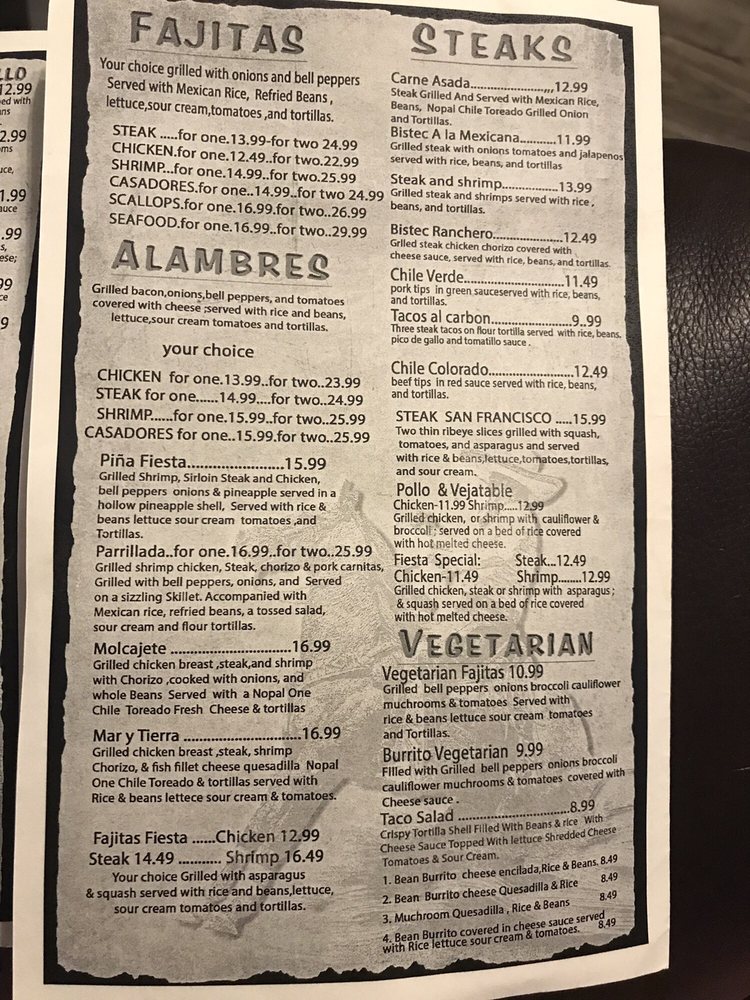 LLO
12.99
ed with
ns
2.99
ms
uce,
1.99
auce
.99
s,
ese;
99
ce
9
FAJITAS
Your choice grilled with onions and bell peppers
Served with Mexican Rice, Refried Beans ,
lettuce,sour cream,tomatoes ,and tortillas.
STEAK .....for one.13.99-for two 24.99
CHICKEN.for one.12.49..for two.22.99
SHRIMP...for one.14.99..for two.25.99
CASADORES.for one..14.99..for two 24.99
SCALLOPS.for one.16.99.for two..26.99
SEAFOOD.for one.16.99..for two..29.99
ALAMBRES
Grilled bacon,onions,bell peppers, and tomatoes
covered with cheese ;served with rice and beans,
lettuce,sour cream tomatoes and tortillas.
your choice
CHICKEN for one.13.99..for two..23.99
STEAK for one......14.99....for two..24.99
SHRIMP......for one.15.99..for two..25.99
CASADORES for one..15.99.for two..25.99
Piña Fiesta.......................15.99
Grilled Shrimp, Sirloin Steak and Chicken,
bell peppers onions & pineapple served in a
hollow pineapple shell, Served with rice &
beans lettuce sour cream tomatoes ,and
Tortillas.
Parrillada..for one.16.99..for two..25.99
Grilled shrimp chicken, Steak, chorizo & pork carnitas,
Grilled with bell peppers, onions, and Served
on a sizzling Skillet. Accompanied with
Mexican rice, refried beans, a tossed salad,
sour cream and flour tortillas.
Molcajete .............................16.99
Grilled chicken breast ,steak,and shrimp
with Chorizo ,cooked with onions, and
whole Beans Served with a Nopal One
Chile Toreado Fresh Cheese & tortillas
Mar y Tierra .............................16.99
Grilled chicken breast ,steak, shrimp
Chorizo, & fish fillet cheese quesadilla Nopal
One Chile Toreado & tortillas served with
Rice & beans lettece sour cream & tomatoes.
Fajitas Fiesta ......Chicken 12.99
Steak 14.49 ........... Shrimp 16.49
Your choice Grilled with asparagus
& squash served with rice and beans,lettuce,
sour cream tomatoes and tortillas.
STEAKS
Carne Asada....................,,,12.99
Steak Grilled And Served with Mexican Rice,
Beans, Nopal Chile Toreado Grilled Onion
and Tortillas.
Bistec A la Mexicana...........11.99
Grilled steak with onions tomatoes and jalapenos
served with rice, beans, and tortillas
Steak and shrimp.................13.99
Grilled steak and shrimps served with rice ,
beans, and tortillas.
Bistec Ranchero....................12.49
Grlled steak chicken chorizo covered with
cheese sauce, served with rice, beans, and tortillas.
Chile Verde...........................11.49
pork tips in green sauceserved with rice, beans,
and tortillas.
Tacos al carbon......................9..99
Three steak tacos on flour tortilla served with rice, beans,
pico de gallo and tomatillo sauce .
Chile Colorado......................12.49
beef tips in red sauce served with rice, beans,
and tortillas.
STEAK SAN FRANCISCO .....15.99
Two thin ribeye slices grilled with squash,
tomatoes, and asparagus and served
with rice & beans,lettuce,tomatoes,tortillas,
and sour cream.
Pollo & Vejatable
Chicken-11.99 Shrimp.....12.99
Grilled chicken, or shrimp with cauliflower &
broccoli ; served on a bed of rice covered
with hot melted cheese.
Fiesta Special: Steak...12.49
Chicken-11.49 Shrimp........12.99
Grilled chicken, steak or shrimp with asparagus ;
& squash served on a bed of rice covered
with hot melted cheese.
VEGETARIAN
Vegetarian Fajitas 10.99
Grilled bell peppers onions broccoli cauliflower
muchrooms & tomatoes Served with
rice & beans lettuce sour cream tomatoes
and Tortillas.
Burrito Vegetarian 9.99
Filled with Grilled bell peppers onions broccoli
cauliflower muchrooms & tomatoes covered with
Cheese sauce .
Taco Salad ..............................8.99
Crispy Tortilla Shell Filled With Beans & rice With
Cheese Sauce Topped With lettuce Shredded Cheese
Tomatoes & Sour Cream.
1. Bean Burrito cheese encilada,Rice & Beans. 8.49
2. Bean Burrito cheese Quesadilla & Rice 8.49
3. Muchroom Quesadilla , Rice & Beans 8.49
4. Bean Burrito covered in cheese sauce served
with Rice lettuce sour cream & tomatoes. 8.49